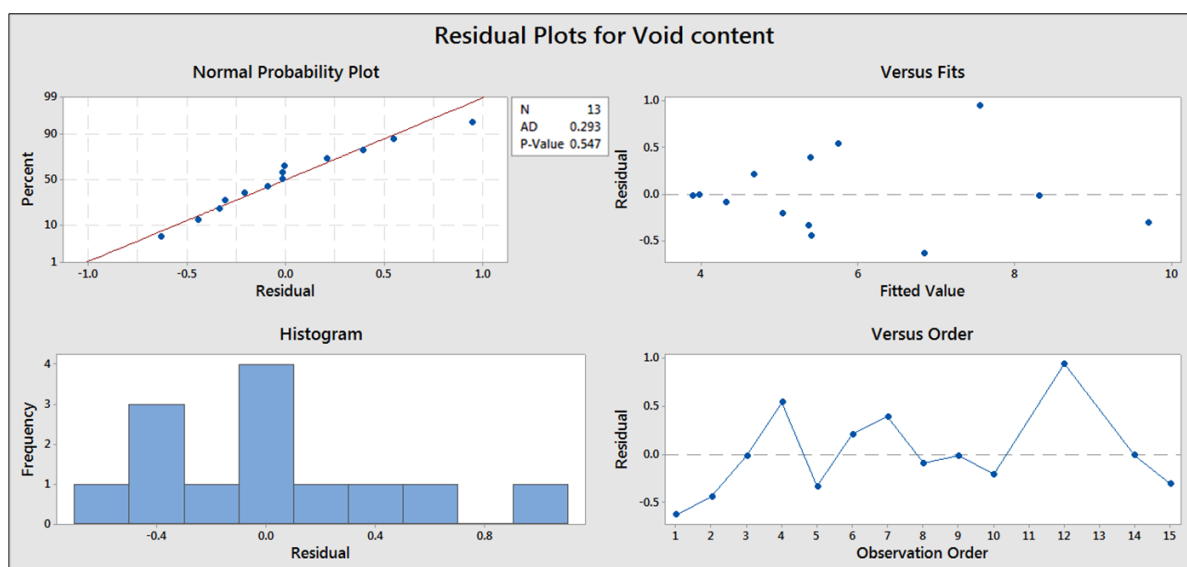 Residual Plots for Void content
Normal Probability Plot
99
90
50
10
1
Percent
-1.0 -0.5 0.0 0.5 1.0
Residual
N 13
AD 0.293
P-Value 0.547
Versus Fits
1.0
0.5
0.0
-0.5
Residual
4 6 8 10
Fitted Value
Histogram
4
3
2
1
0
Frequency
-0.4 0.0 0.4 0.8
Residual
Versus Order
1.0
0.5
0.0
-0.5
Residual
1 2 3 4 5 6 7 8 9 10 11 12 13 14 15
Observation Order